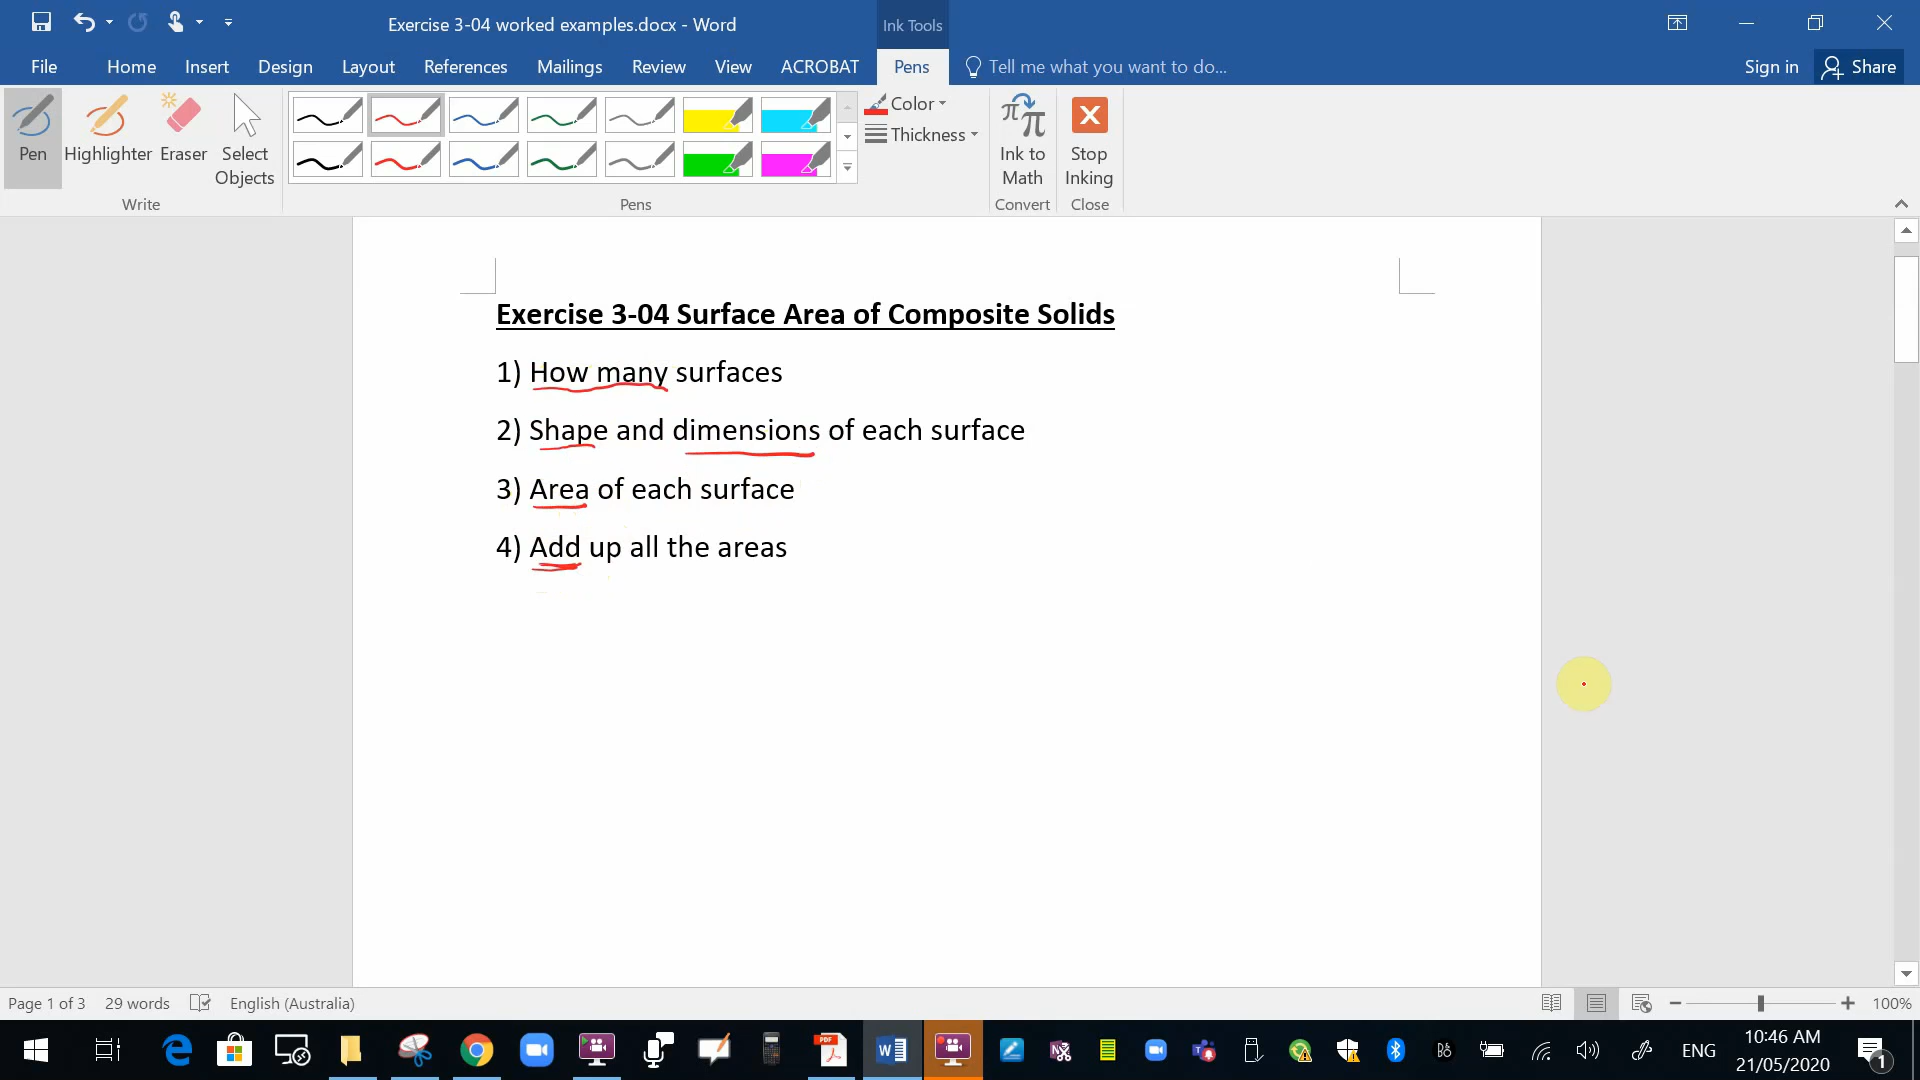 Exercise 3-04 worked examples.docx - Word
Ink Tools
File Home Insert Design Layout References Mailings Review View ACROBAT Pens Tell me what you want to do... Sign in Share
Pen Highlighter Eraser Select Objects
Color
Thickness
Ink to Math
Stop Inking
Write Pens Convert Close
Exercise 3-04 Surface Area of Composite Solids
1) How many surfaces
2) Shape and dimensions of each surface
3) Area of each surface
4) Add up all the areas
Page 1 of 3 29 words English (Australia) 100%
PDF
ENG
10:46 AM
21/05/2020
1